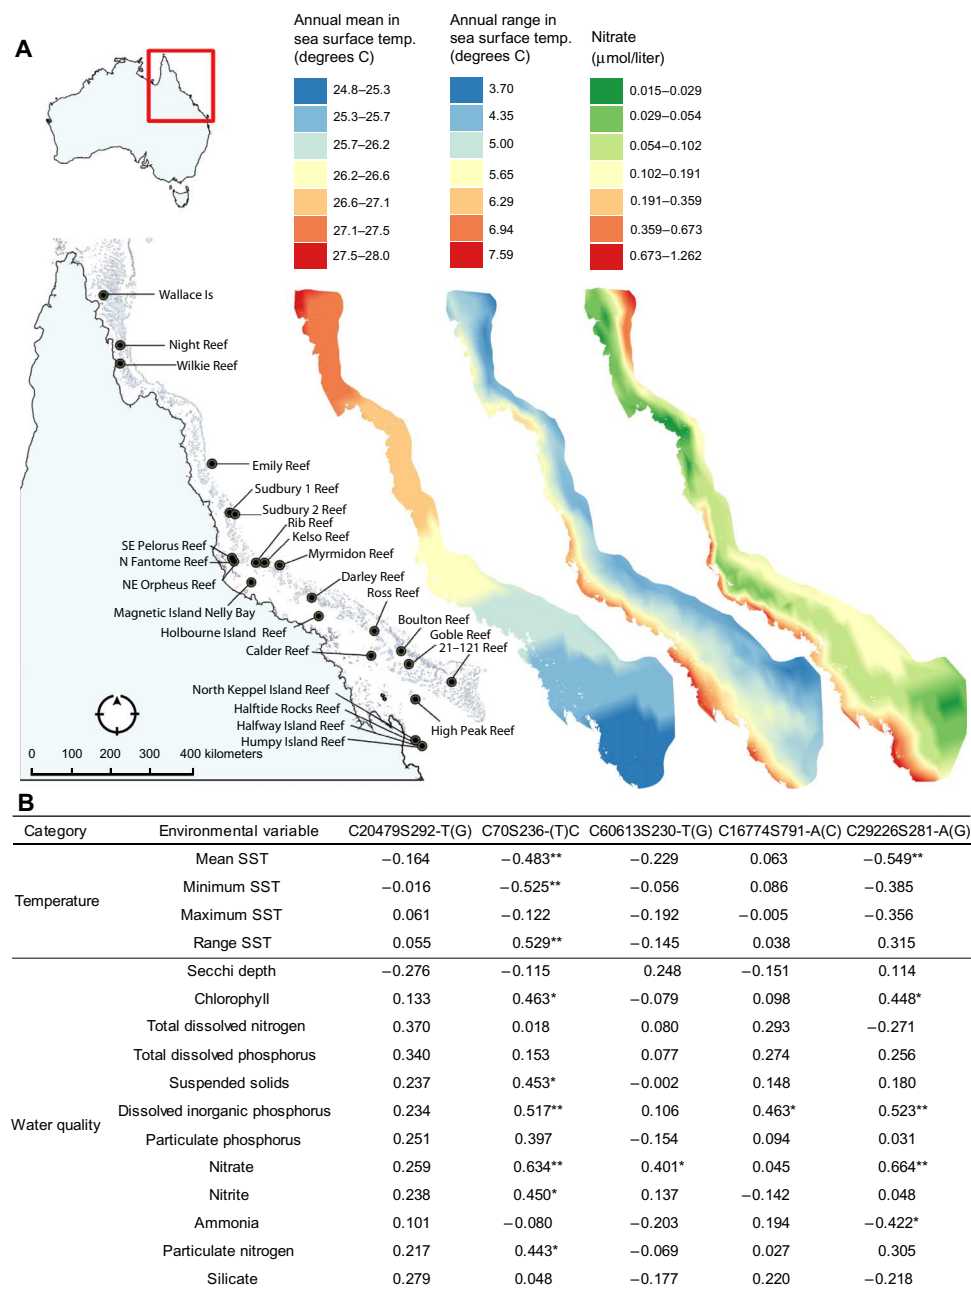 A
Annual mean in
sea surface temp.
(degrees C)
24.8–25.3
25.3–25.7
25.7–26.2
26.2–26.6
26.6–27.1
27.1–27.5
27.5–28.0
Annual range in
sea surface temp.
(degrees C)
3.70
4.35
5.00
5.65
6.29
6.94
7.59
Nitrate
(μmol/liter)
0.015–0.029
0.029–0.054
0.054–0.102
0.102–0.191
0.191–0.359
0.359–0.673
0.673–1.262
Wallace Is
Night Reef
Wilkie Reef
Emily Reef
Sudbury 1 Reef
Sudbury 2 Reef
Rib Reef
Kelso Reef
Myrmidon Reef
SE Pelorus Reef
N Fantome Reef
NE Orpheus Reef
Darley Reef
Ross Reef
Magnetic Island Nelly Bay
Boulton Reef
Holbourne Island Reef
Goble Reef
21–121 Reef
Calder Reef
North Keppel Island Reef
Halftide Rocks Reef
Halfway Island Reef
Humpy Island Reef
High Peak Reef
0 100 200 300 400 kilometers
B
Category Environmental variable C20479S292-T(G) C70S236-(T)C C60613S230-T(G) C16774S791-A(C) C29226S281-A(G)
Temperature
Mean SST −0.164 −0.483** −0.229 0.063 −0.549**
Minimum SST −0.016 −0.525** −0.056 0.086 −0.385
Maximum SST 0.061 −0.122 −0.192 −0.005 −0.356
Range SST 0.055 0.529** −0.145 0.038 0.315
Water quality
Secchi depth −0.276 −0.115 0.248 −0.151 0.114
Chlorophyll 0.133 0.463* −0.079 0.098 0.448*
Total dissolved nitrogen 0.370 0.018 0.080 0.293 −0.271
Total dissolved phosphorus 0.340 0.153 0.077 0.274 0.256
Suspended solids 0.237 0.453* −0.002 0.148 0.180
Dissolved inorganic phosphorus 0.234 0.517** 0.106 0.463* 0.523**
Particulate phosphorus 0.251 0.397 −0.154 0.094 0.031
Nitrate 0.259 0.634** 0.401* 0.045 0.664**
Nitrite 0.238 0.450* 0.137 −0.142 0.048
Ammonia 0.101 −0.080 −0.203 0.194 −0.422*
Particulate nitrogen 0.217 0.443* −0.069 0.027 0.305
Silicate 0.279 0.048 −0.177 0.220 −0.218